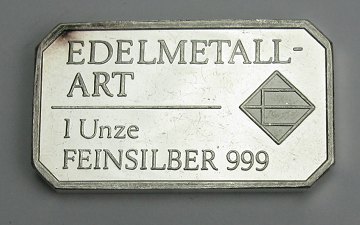 EDELMETALL-
ART
1 Unze
FEINSILBER 999